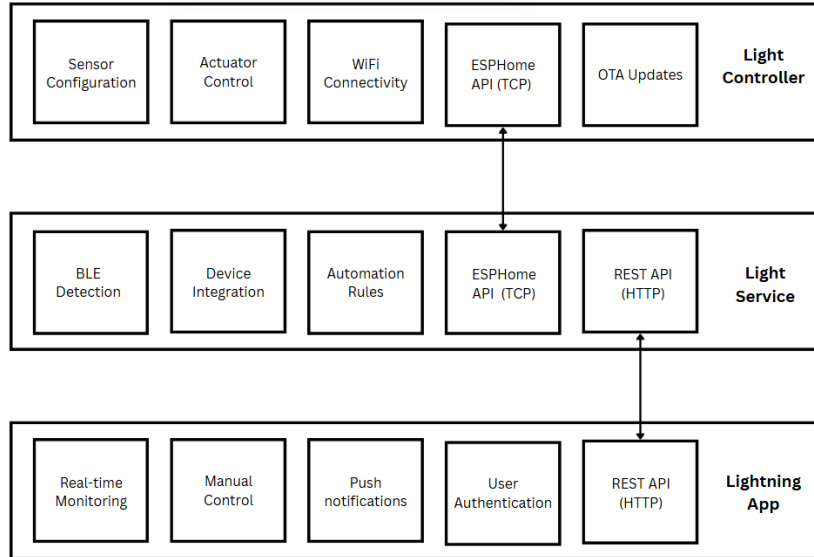 Sensor
Configuration
Actuator
Control
WiFi
Connectivity
ESPHome
API (TCP)
OTA Updates
Light
Controller
BLE
Detection
Device
Integration
Automation
Rules
ESPHome
API (TCP)
REST API
(HTTP)
Light
Service
Real-time
Monitoring
Manual
Control
Push
notifications
User
Authentication
REST API
(HTTP)
Lightning
App